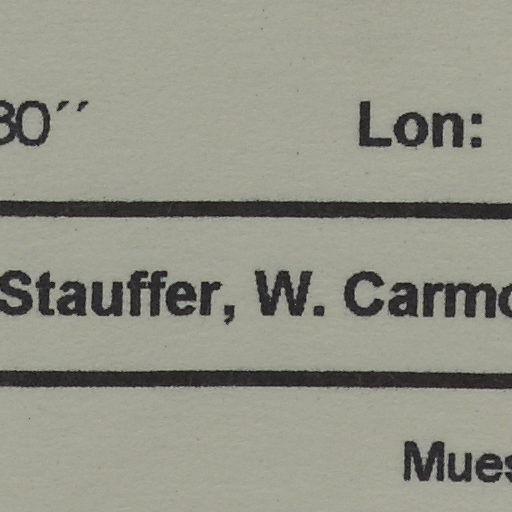 30´´ Lon:
Stauffer, W. Carmo
Mues